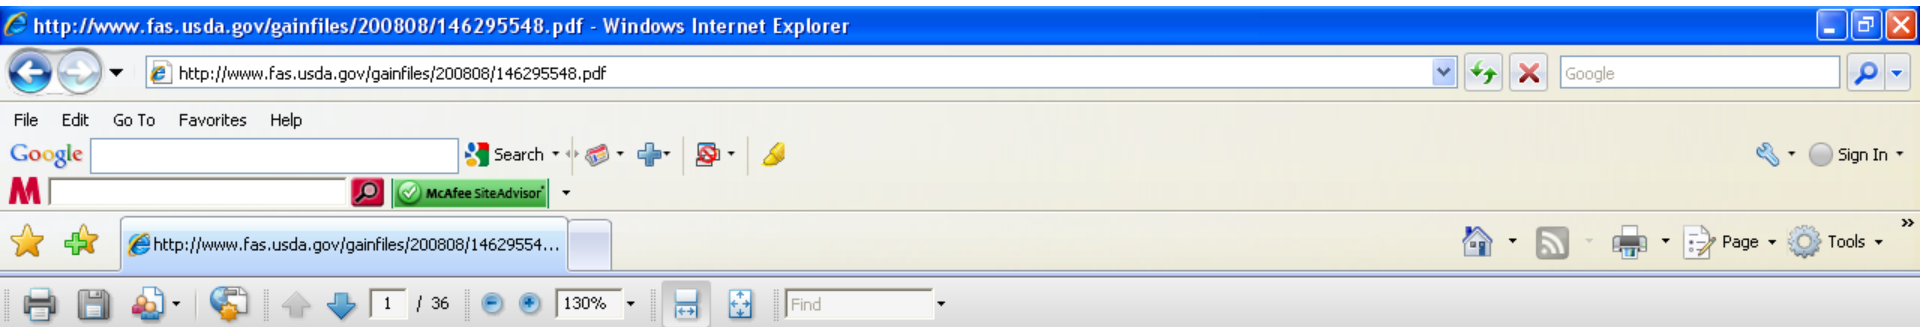 http://www.fas.usda.gov/gainfiles/200808/146295548.pdf - Windows Internet Explorer
http://www.fas.usda.gov/gainfiles/200808/146295548.pdf Google
File Edit Go To Favorites Help
Google Search Sign In
M McAfee SiteAdvisor
http://www.fas.usda.gov/gainfiles/200808/14629554... Page Tools »
1 / 36 130% Find